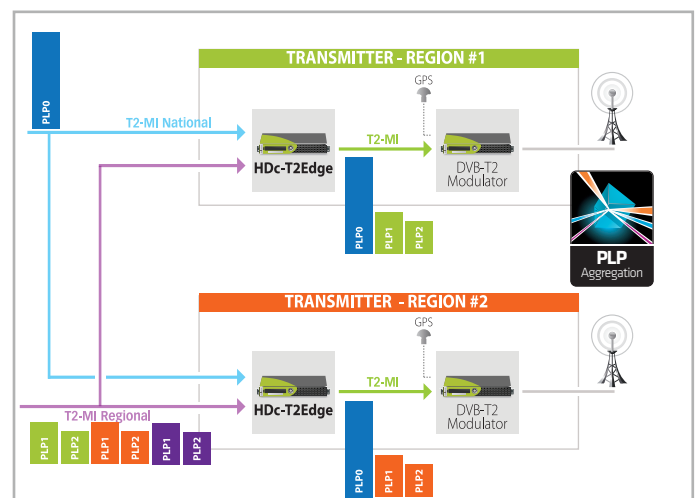 TRANSMITTER - REGION #1
GPS
PLP0
T2-MI National
T2-MI
HDc-T2Edge
DVB-T2
Modulator
PLP0
PLP1
PLP2
PLP
Aggregation
TRANSMITTER - REGION #2
GPS
T2-MI
HDc-T2Edge
DVB-T2
Modulator
T2-MI Regional
PLP1
PLP2
PLP1
PLP2
PLP1
PLP2
PLP0
PLP1
PLP2